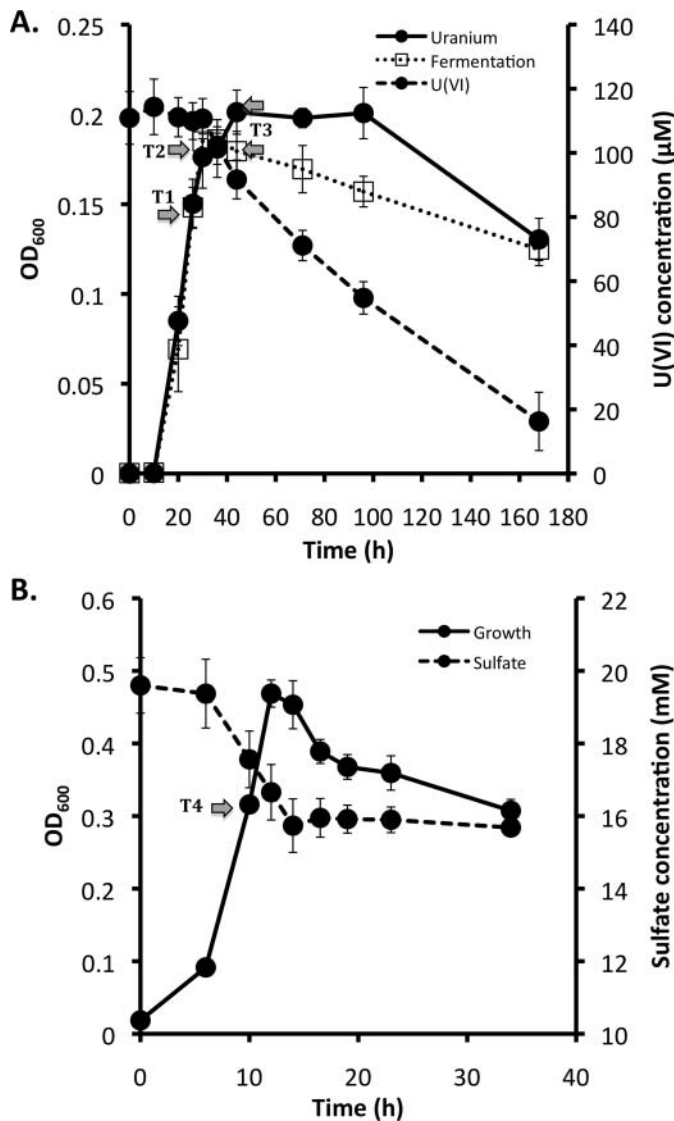 A.
0.25
0.2
0.15
0.1
0.05
0
OD600
140
120
100
80
60
40
20
0
U(VI) concentration (µM)
Uranium
Fermentation
U(VI)
T3
T2
T1
0 20 40 60 80 100 120 140 160 180
Time (h)
B.
0.6
0.5
0.4
0.3
0.2
0.1
0
OD600
22
20
18
16
14
12
10
Sulfate concentration (mM)
Growth
Sulfate
T4
0 10 20 30 40
Time (h)